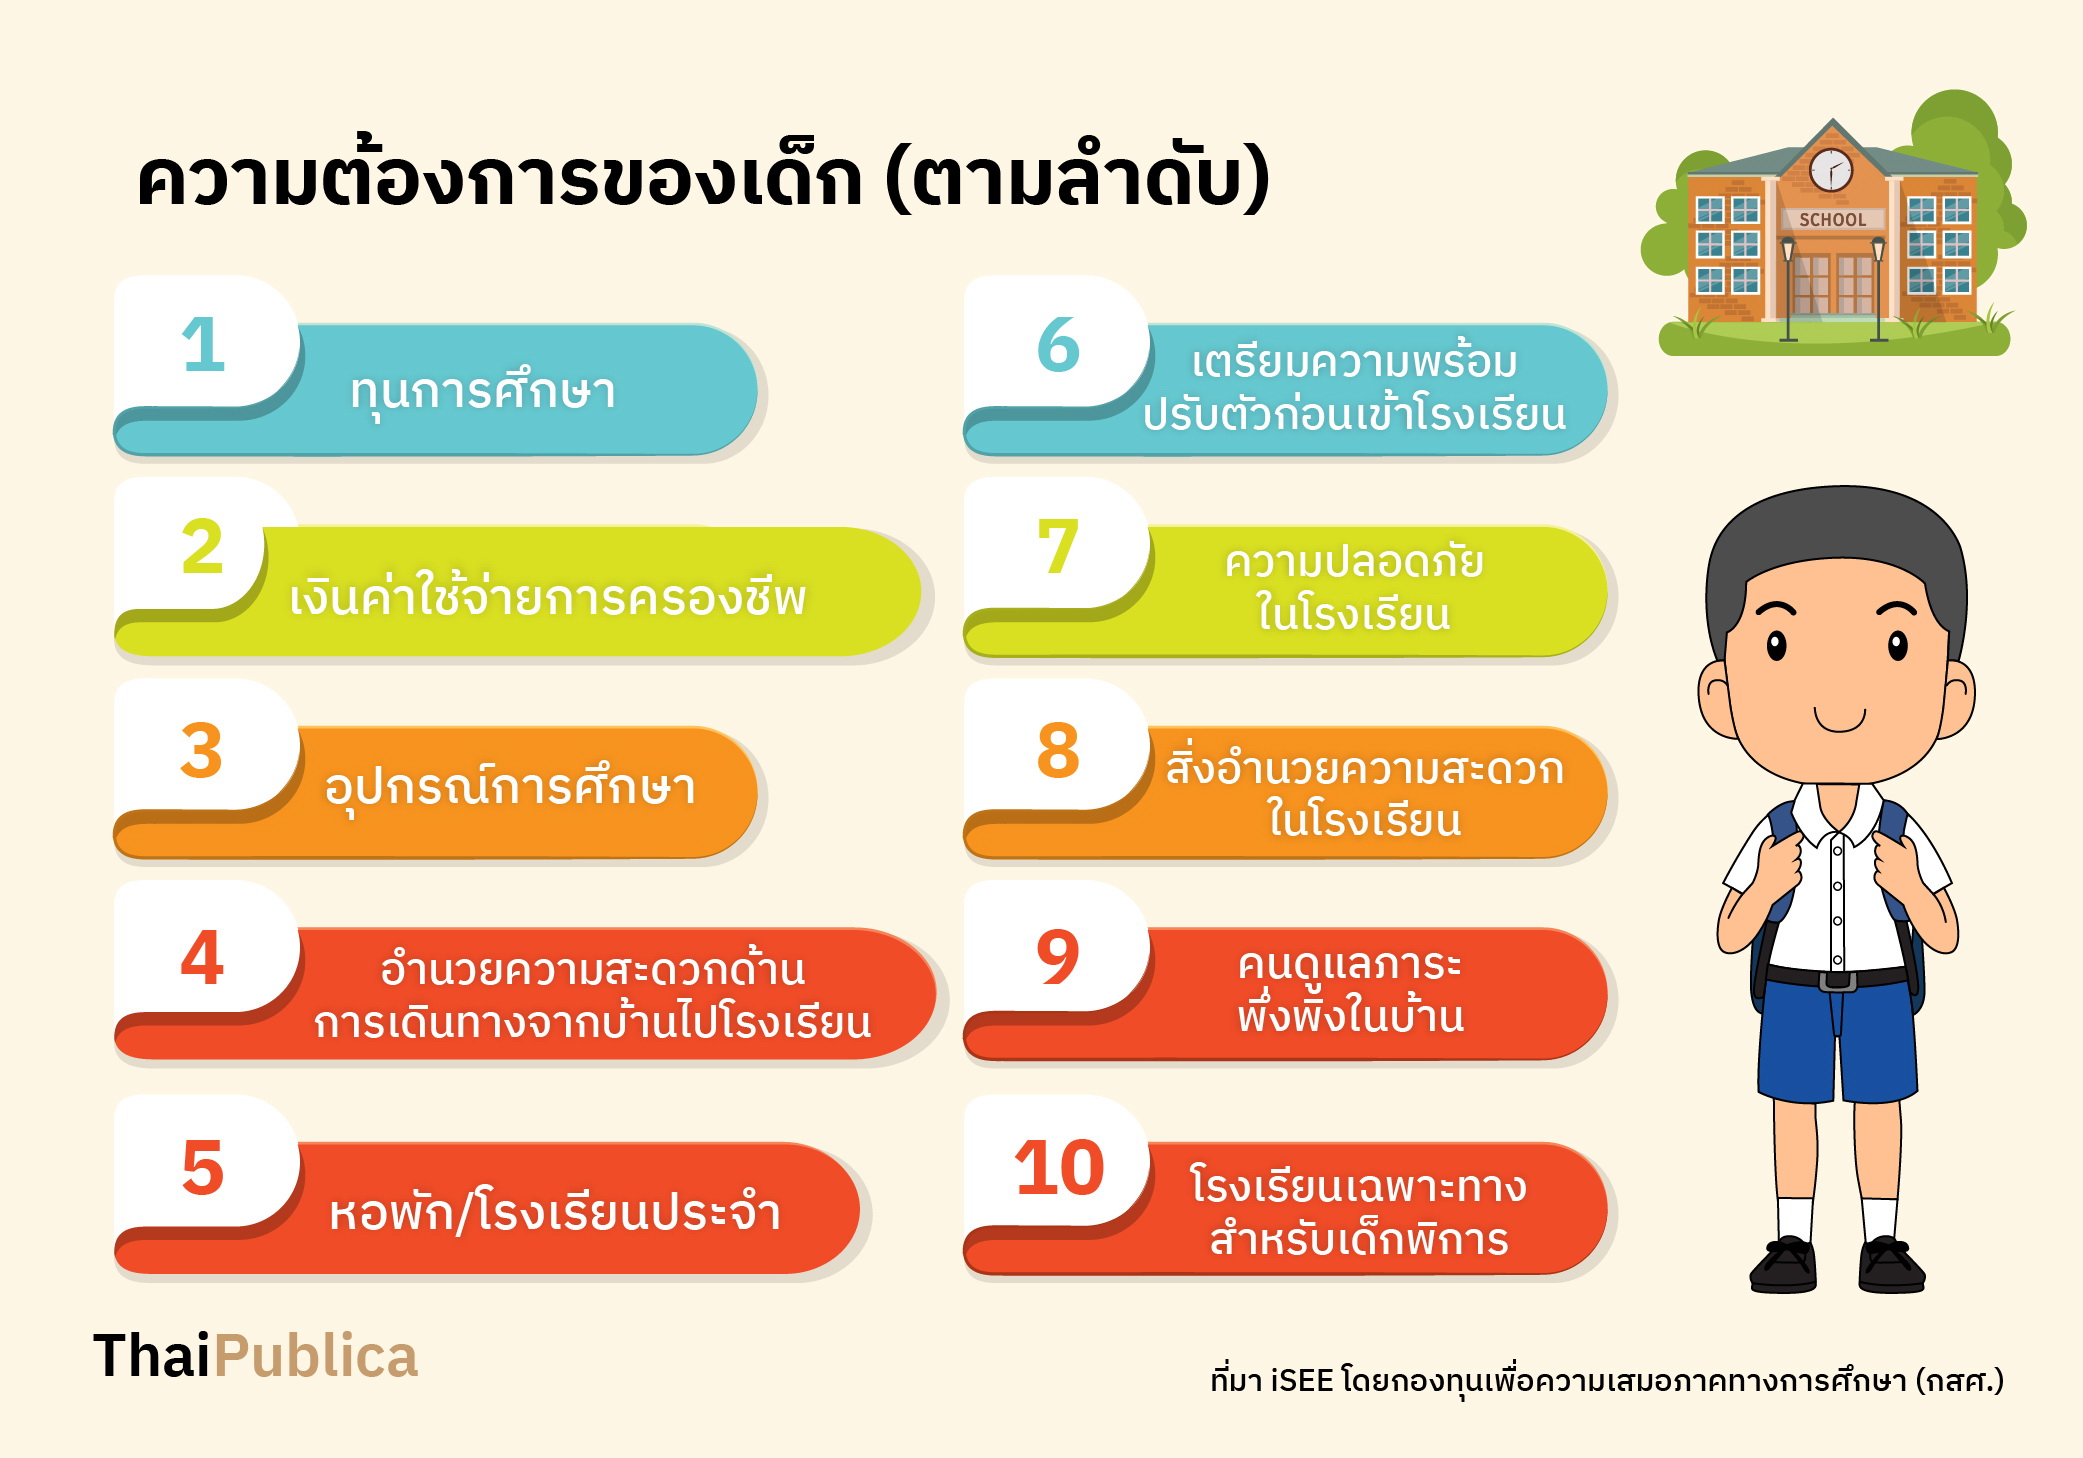 ความต้องการของเด็ก (ตามลำดับ)
1
ทุนการศึกษา
2
เงินค่าใช้จ่ายการครองชีพ
3
อุปกรณ์การศึกษา
4
อำนวยความสะดวกด้าน
การเดินทางจากบ้านไปโรงเรียน
5
หอพัก/โรงเรียนประจำ
6
เตรียมความพร้อม
ปรับตัวก่อนเข้าโรงเรียน
7
ความปลอดภัย
ในโรงเรียน
8
สิ่งอำนวยความสะดวก
ในโรงเรียน
9
คนดูแลภาระ
พึ่งพิงในบ้าน
10
โรงเรียนเฉพาะทาง
สำหรับเด็กพิการ
SCHOOL
ThaiPublica
ที่มา iSEE โดยกองทุนเพื่อความเสมอภาคทางการศึกษา (กสศ.)